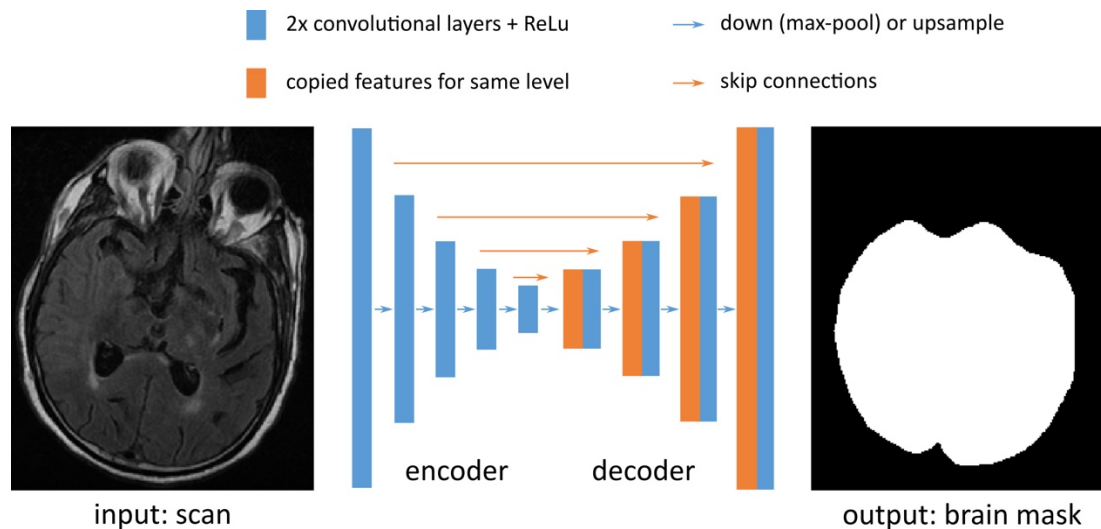 2x convolutional layers + ReLu
down (max-pool) or upsample
copied features for same level
skip connections
encoder
decoder
input: scan
output: brain mask